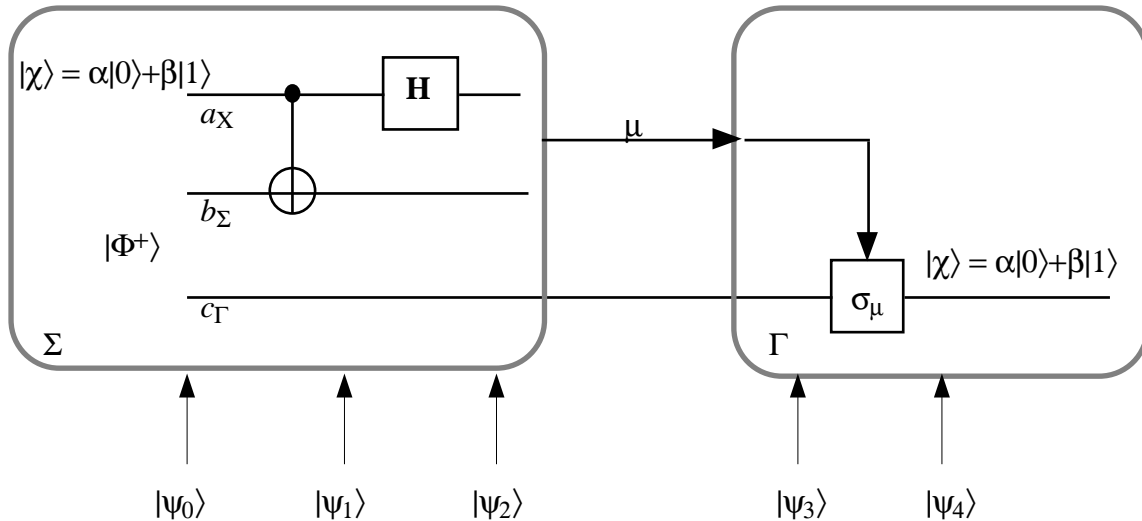 |χ⟩ = α|0⟩+β|1⟩
H
a_X
μ
b_Σ
|Φ⁺⟩
|χ⟩ = α|0⟩+β|1⟩
σ_μ
c_Γ
Σ
Γ
|ψ₀⟩ |ψ₁⟩ |ψ₂⟩ |ψ₃⟩ |ψ₄⟩